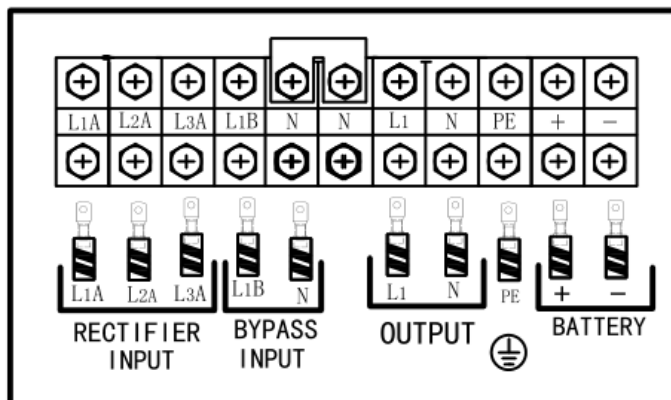 L1A L2A L3A L1B N N L1 N PE + −
L1A L2A L3A L1B N L1 N PE + −
RECTIFIER INPUT
BYPASS INPUT
OUTPUT
BATTERY